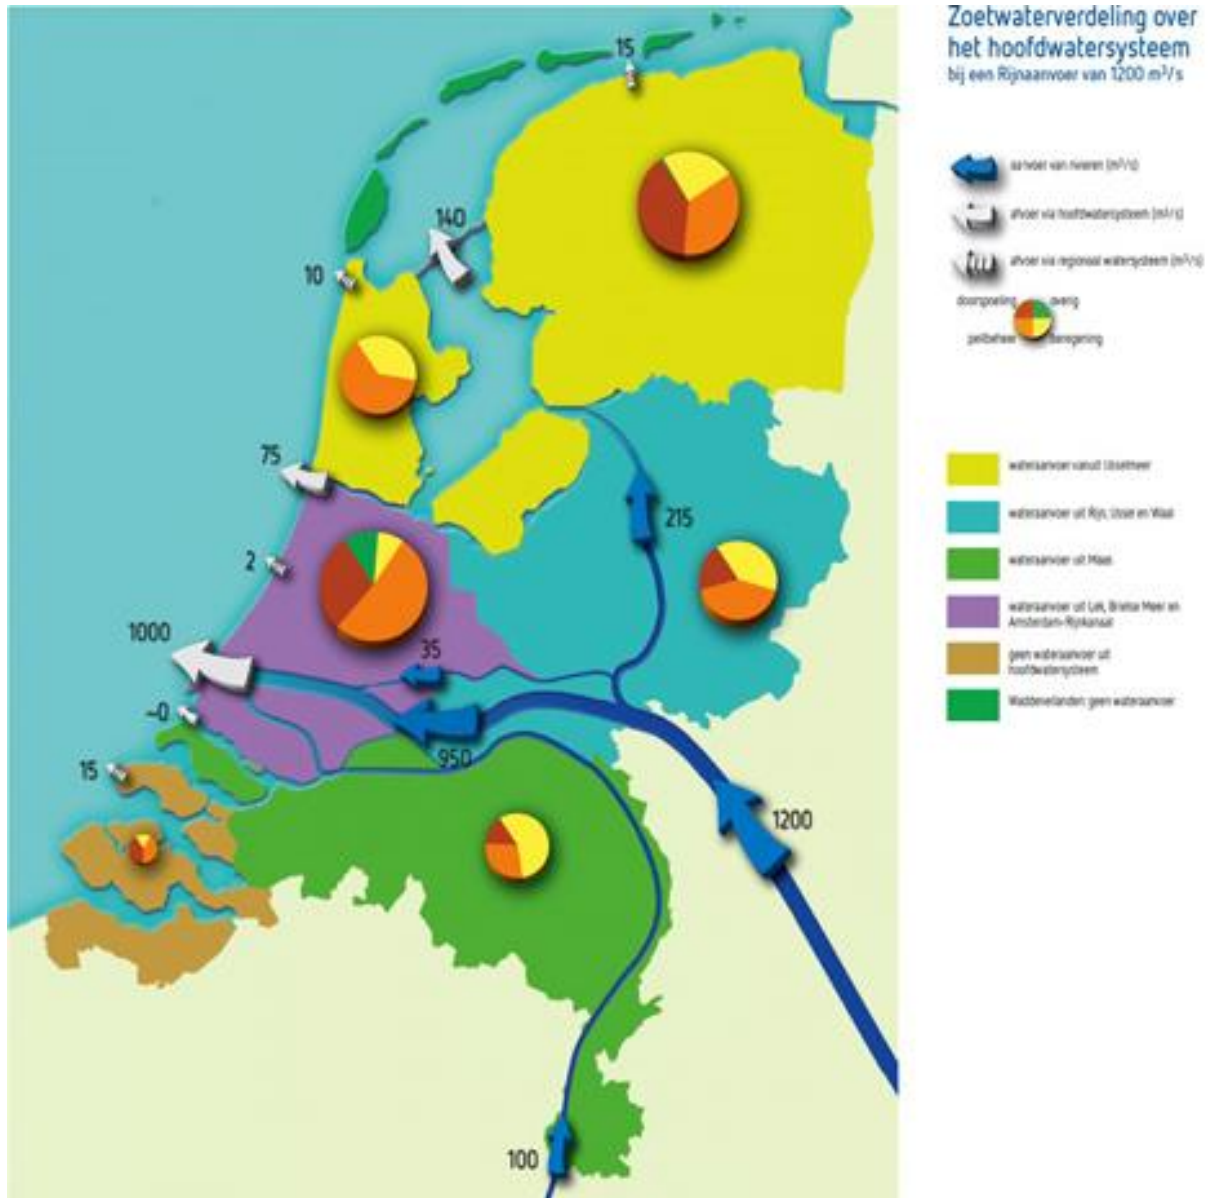 Zoetwaterverdeling over
het hoofdwatersysteem
bij een Rijnaanvoer van 1200 m³/s
aanvoer van rivieren (m³/s)
afvoer via hoofdwatersysteem (m³/s)
afvoer via regionaal watersysteem (m³/s)
doorspoeling
overig
peilbeheer
beregening
wateraanvoer vanuit IJsselmeer
wateraanvoer uit Rijn, IJssel en Waal
wateraanvoer uit Maas
wateraanvoer uit Lek, Brielse Meer en
Amsterdam-Rijnkanaal
geen wateraanvoer uit
hoofdwatersysteem
Waddeneilanden: geen wateraanvoer
15
140
10
75
215
2
1000
35
~0
950
15
1200
100